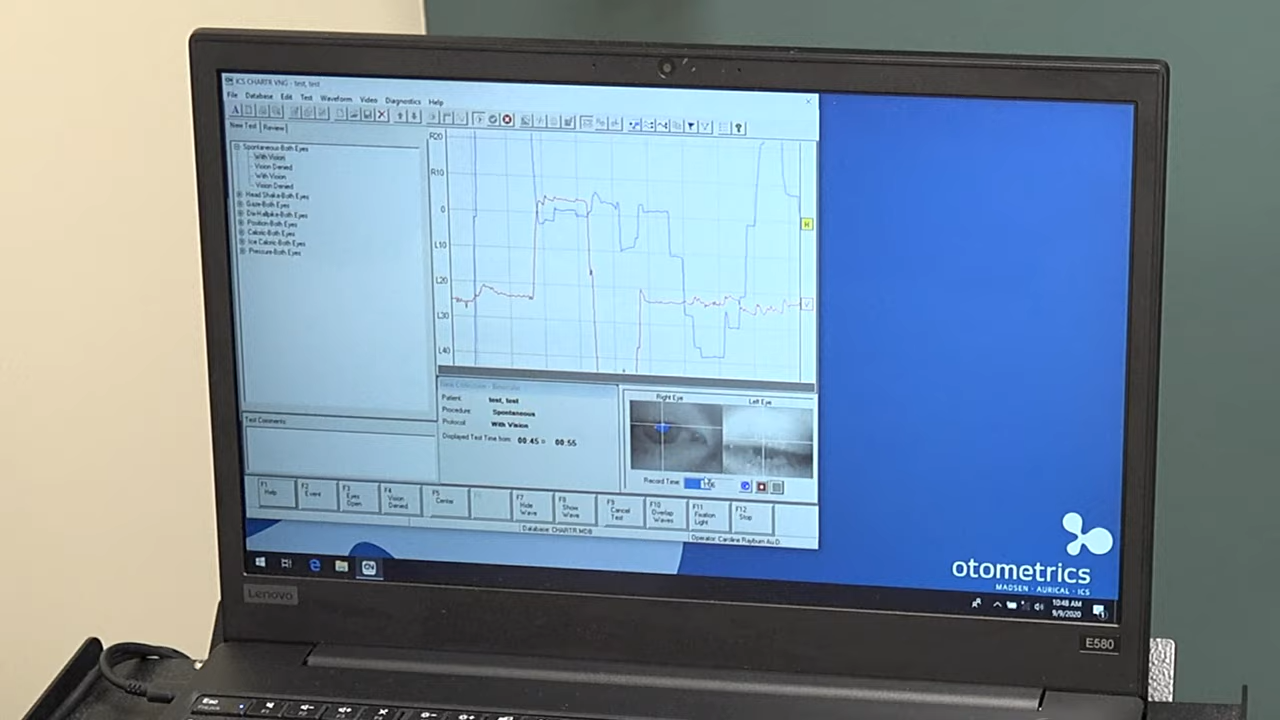 ICS CHARTR VNG - test, test
File Database Edit Test Waveform Video Diagnostics Help
New Test Review
Spontaneous-Both Eyes
With Vision
Vision Denied
With Vision
Vision Denied
Head Shake-Both Eyes
Gaze-Both Eyes
Dix-Hallpike-Both Eyes
Position-Both Eyes
Caloric-Both Eyes
Ice Caloric-Both Eyes
Pressure-Both Eyes
R20
R10
0
L10
L20
L30
L40
H
V
Test Comments:
Patient test, test
Procedure Spontaneous
Protocol With Vision
Displayed Test Time from: 00:45 00:55
Right Eye Left Eye
Record Time:
F1 Help
F2 Event
F3 Eyes Open
F4 Vision Denied
F5 Center
F7 Hide Wave
F8 Show Wave
F9 Cancel Test
F10 Overlap Waves
F11 Fixation Light
F12 Stop
Database: CHARTR.MDB
Operator: Caroline Rayburn Au.D.
otometrics
MADSEN · AURICAL · ICS
10:48 AM
9/9/2020
Lenovo
E580
Esc